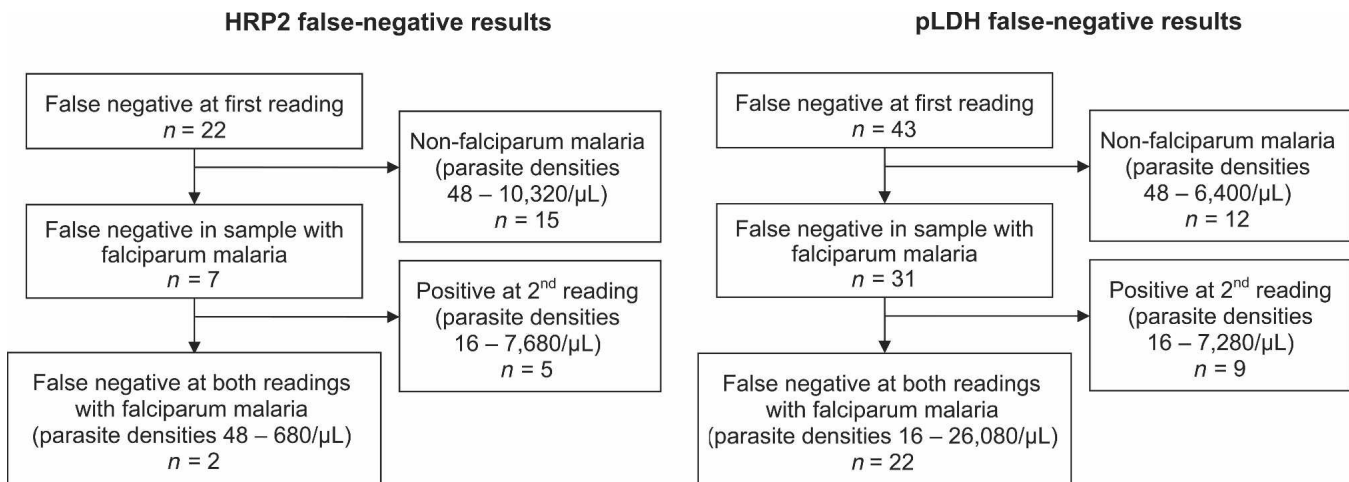 HRP2 false-negative results
False negative at first reading
n = 22
Non-falciparum malaria
(parasite densities
48 – 10,320/µL)
n = 15
False negative in sample with
falciparum malaria
n = 7
Positive at 2nd reading
(parasite densities
16 – 7,680/µL)
n = 5
False negative at both readings
with falciparum malaria
(parasite densities 48 – 680/µL)
n = 2
pLDH false-negative results
False negative at first reading
n = 43
Non-falciparum malaria
(parasite densities
48 – 6,400/µL)
n = 12
False negative in sample with
falciparum malaria
n = 31
Positive at 2nd reading
(parasite densities
16 – 7,280/µL)
n = 9
False negative at both readings
with falciparum malaria
(parasite densities 16 – 26,080/µL)
n = 22